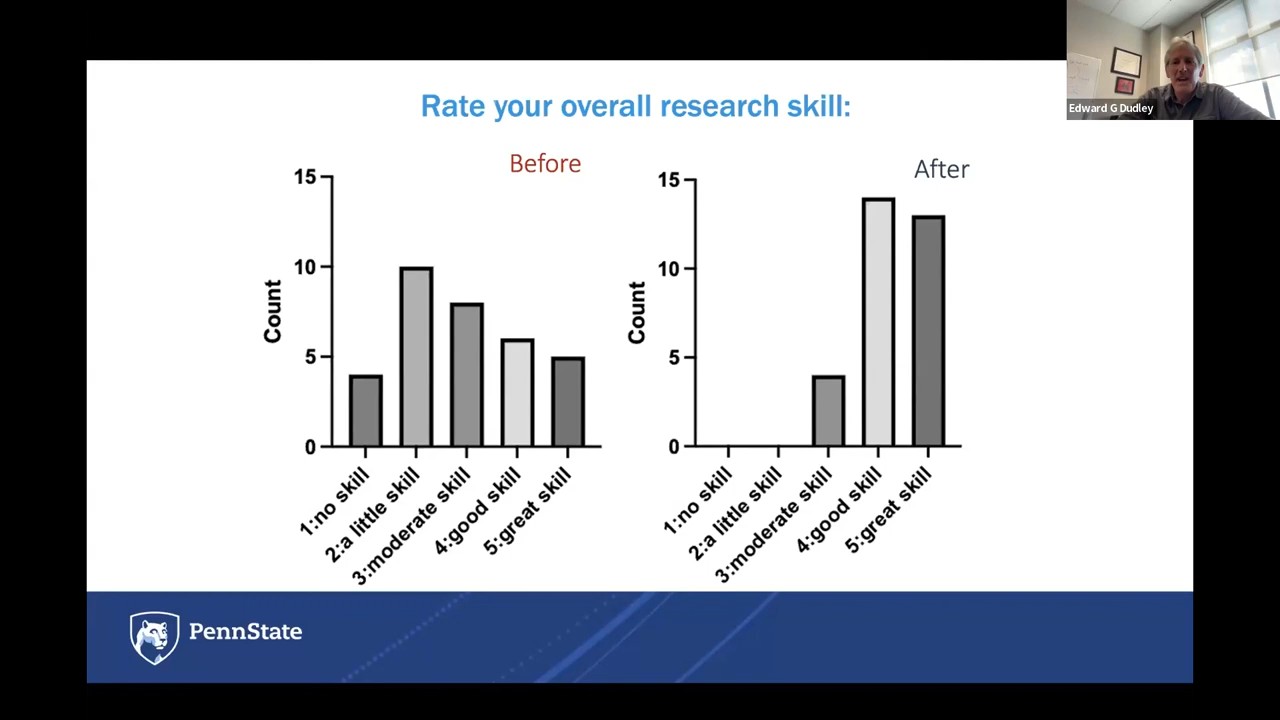 Edward G Dudley
Rate your overall research skill:
Before
15
10
5
0
Count
1:no skill
2:a little skill
3:moderate skill
4:good skill
5:great skill
After
15
10
5
0
Count
1:no skill
2:a little skill
3:moderate skill
4:good skill
5:great skill
PennState